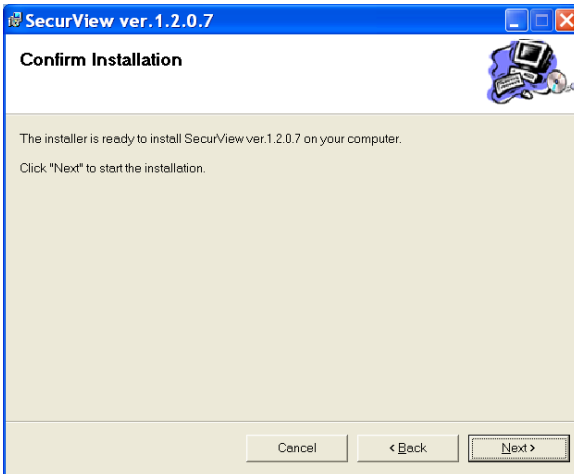 SecurView ver.1.2.0.7
Confirm Installation
The installer is ready to install SecurView ver.1.2.0.7 on your computer.
Click "Next" to start the installation.
Cancel
< Back
Next >